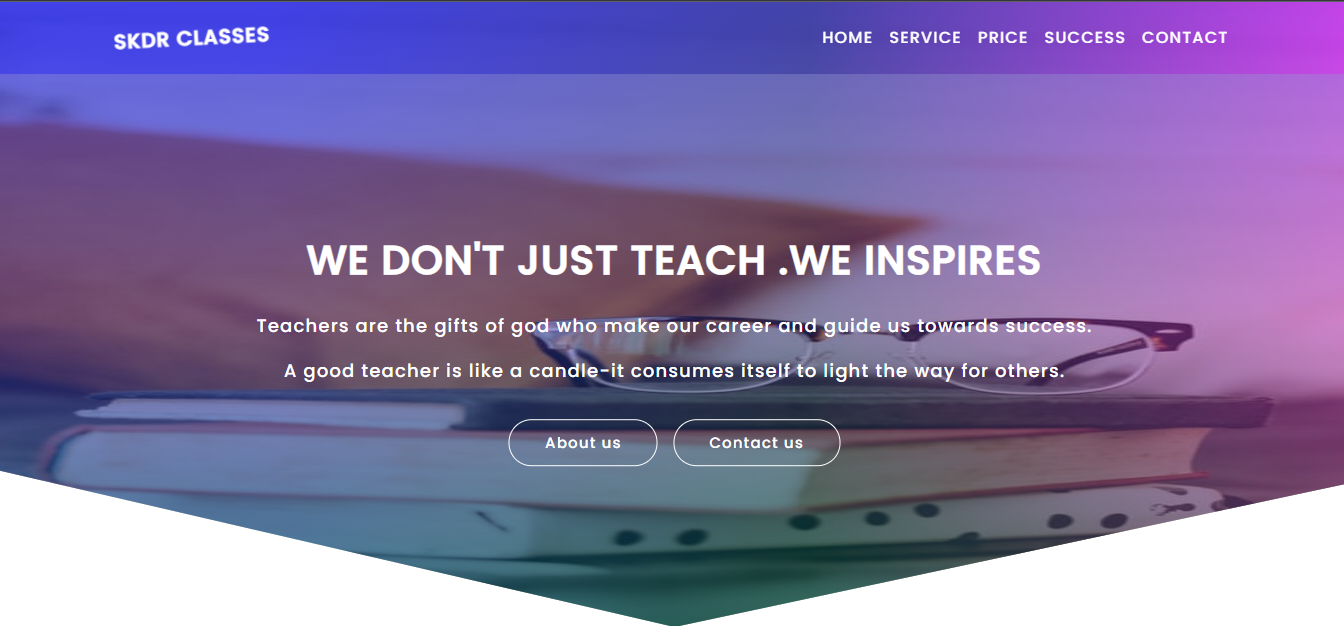 SKDR CLASSES
HOME SERVICE PRICE SUCCESS CONTACT
WE DON'T JUST TEACH .WE INSPIRES
Teachers are the gifts of god who make our career and guide us towards success.
A good teacher is like a candle-it consumes itself to light the way for others.
About us
Contact us